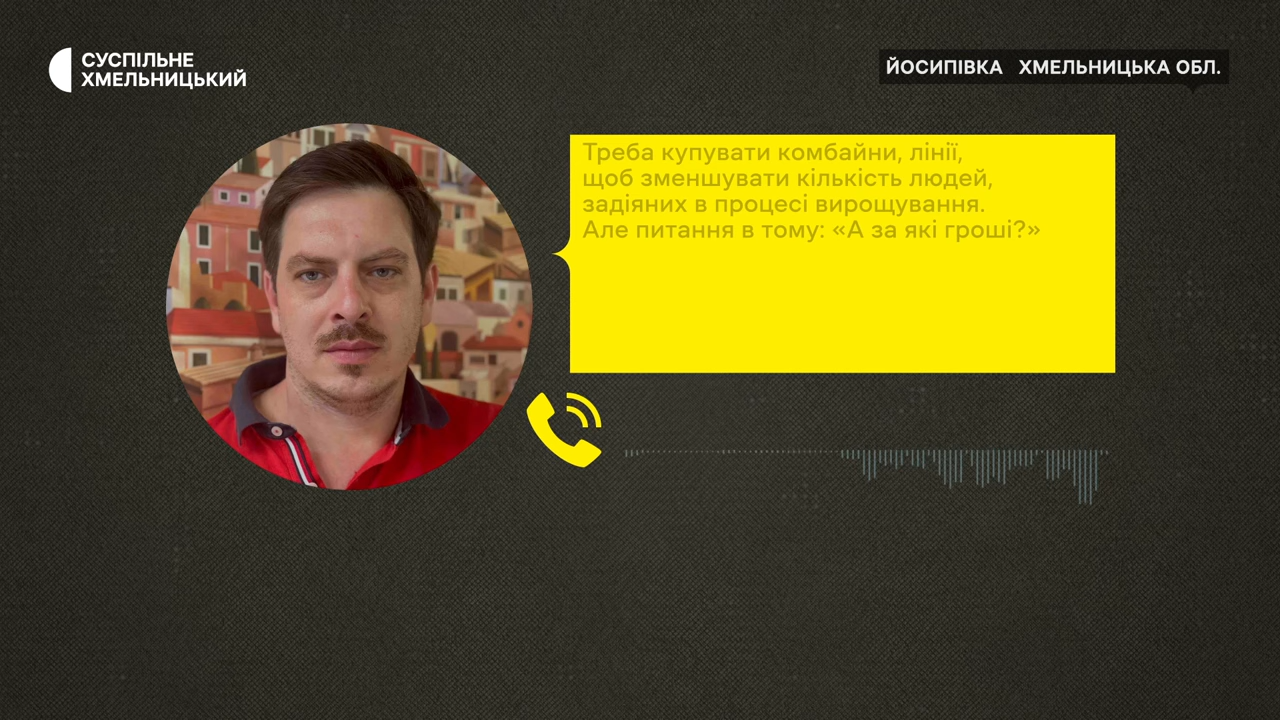 СУСПІЛЬНЕ
ХМЕЛЬНИЦЬКИЙ
ЙОСИПІВКА ХМЕЛЬНИЦЬКА ОБЛ.
Треба купувати комбайни, лінії,
щоб зменшувати кількість людей,
задіяних в процесі вирощування.
Але питання в тому: «А за які гроші?»